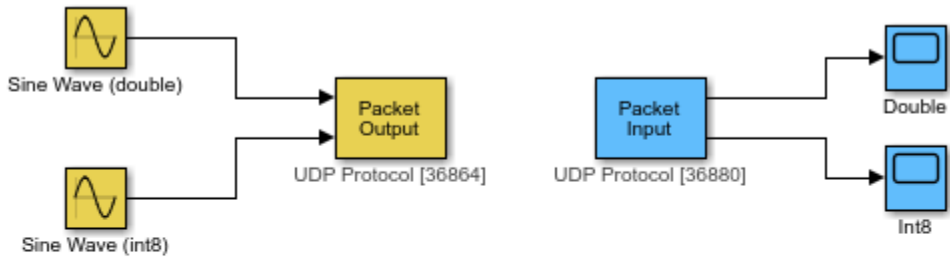 Sine Wave (double)
Packet
Output
UDP Protocol [36864]
Sine Wave (int8)
Packet
Input
UDP Protocol [36880]
Double
Int8